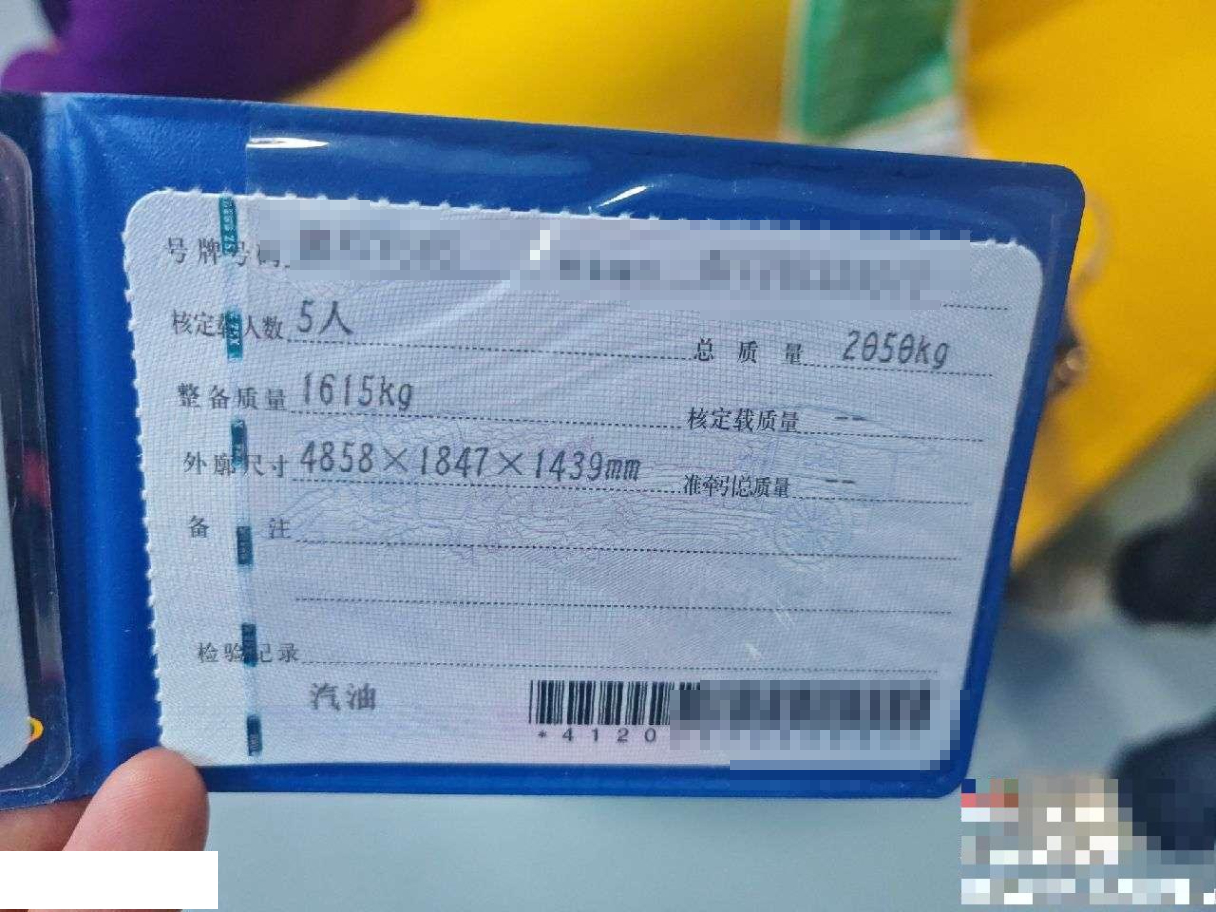 号牌号码
核定载人数 5人 总质量 2050kg
整备质量 1615kg 核定载质量 --
外廓尺寸 4858×1847×1439mm 准牵引总质量 --
备注
检验记录
汽油
*4120